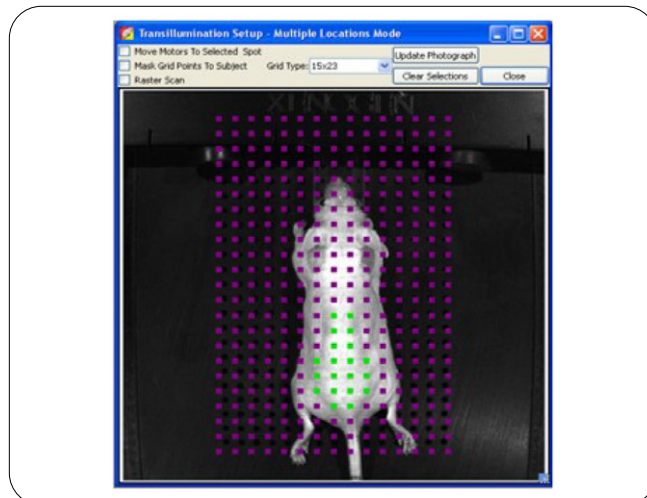 Transillumination Setup - Multiple Locations Mode
Move Motors To Selected Spot
Update Photograph
Mask Grid Points To Subject Grid Type: 15x23
Clear Selections Close
Raster Scan